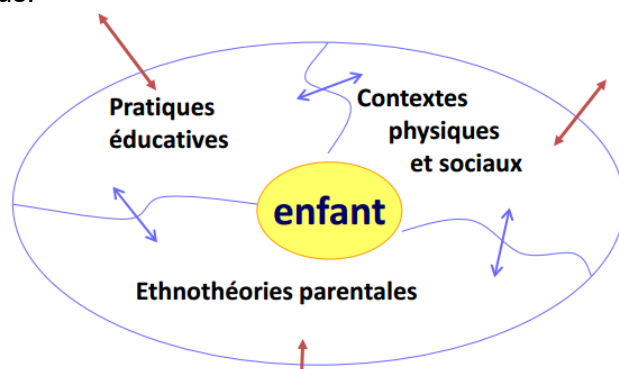 Pratiques
éducatives
Contextes
physiques
et sociaux
enfant
Ethnothéories parentales